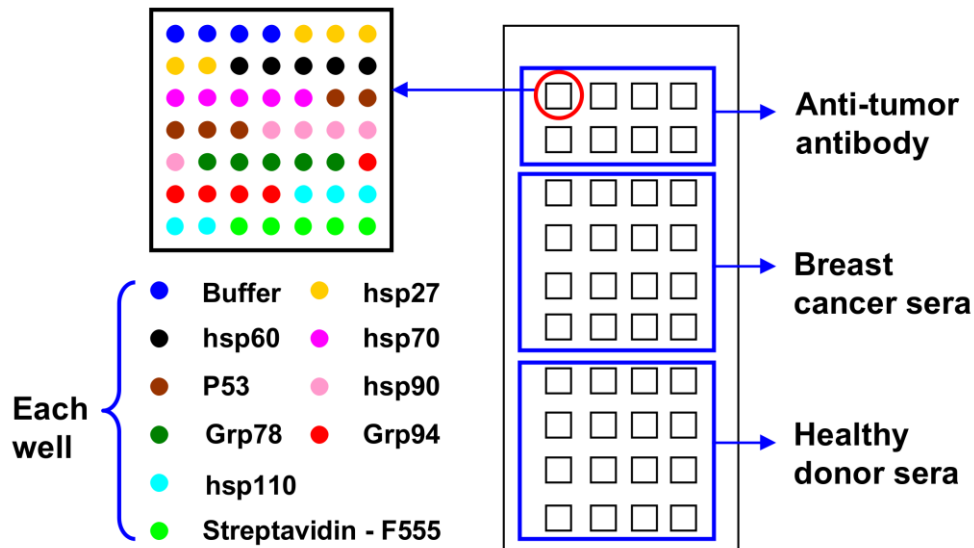 Anti-tumor
antibody
Breast
cancer sera
Healthy
donor sera
Each
well
Buffer
hsp27
hsp60
hsp70
P53
hsp90
Grp78
Grp94
hsp110
Streptavidin - F555